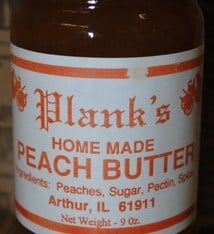 Plank's
HOME MADE
PEACH BUTTER
Ingredients: Peaches, Sugar, Pectin, Spice
Arthur, IL 61911
Net Weight - 9 oz.